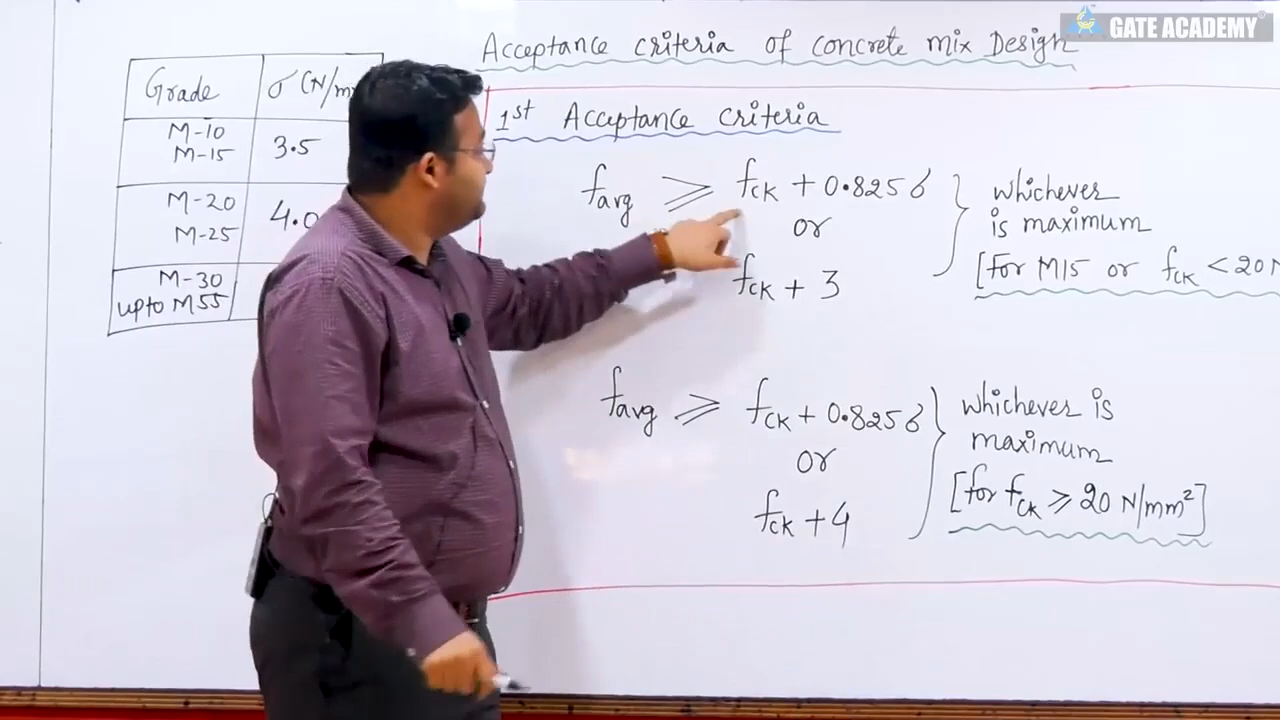 GATE ACADEMY
Acceptance criteria of concrete mix Design
Grade σ (N/m
M-10
M-15
3.5
M-20
M-25
4.0
M-30
upto M55
1st Acceptance criteria
favg ⩾ fck + 0.825σ
or
fck + 3
whichever
is maximum
[for M15 or fck < 20 N
favg ⩾ fck + 0.825σ
or
fck + 4
whichever is
maximum
[for fck ⩾ 20 N/mm²]